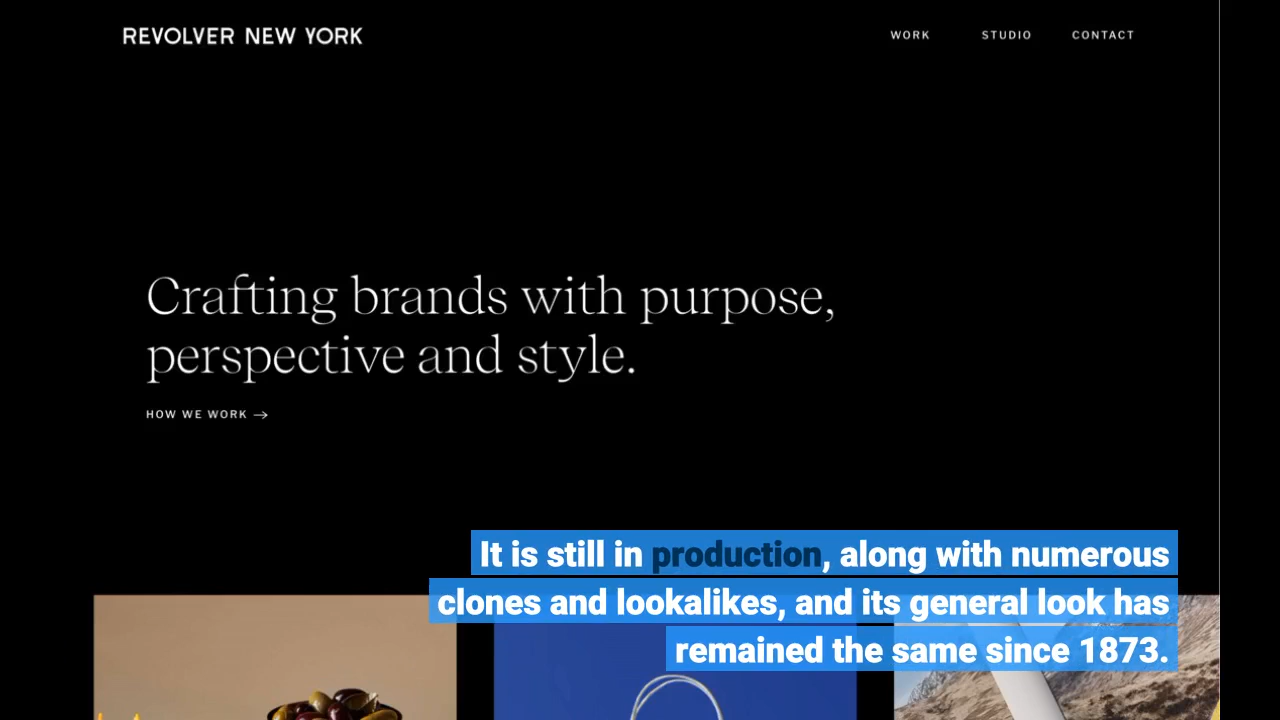 REVOLVER NEW YORK
WORK STUDIO CONTACT
Crafting brands with purpose,
perspective and style.
HOW WE WORK →
It is still in production, along with numerous
clones and lookalikes, and its general look has
remained the same since 1873.